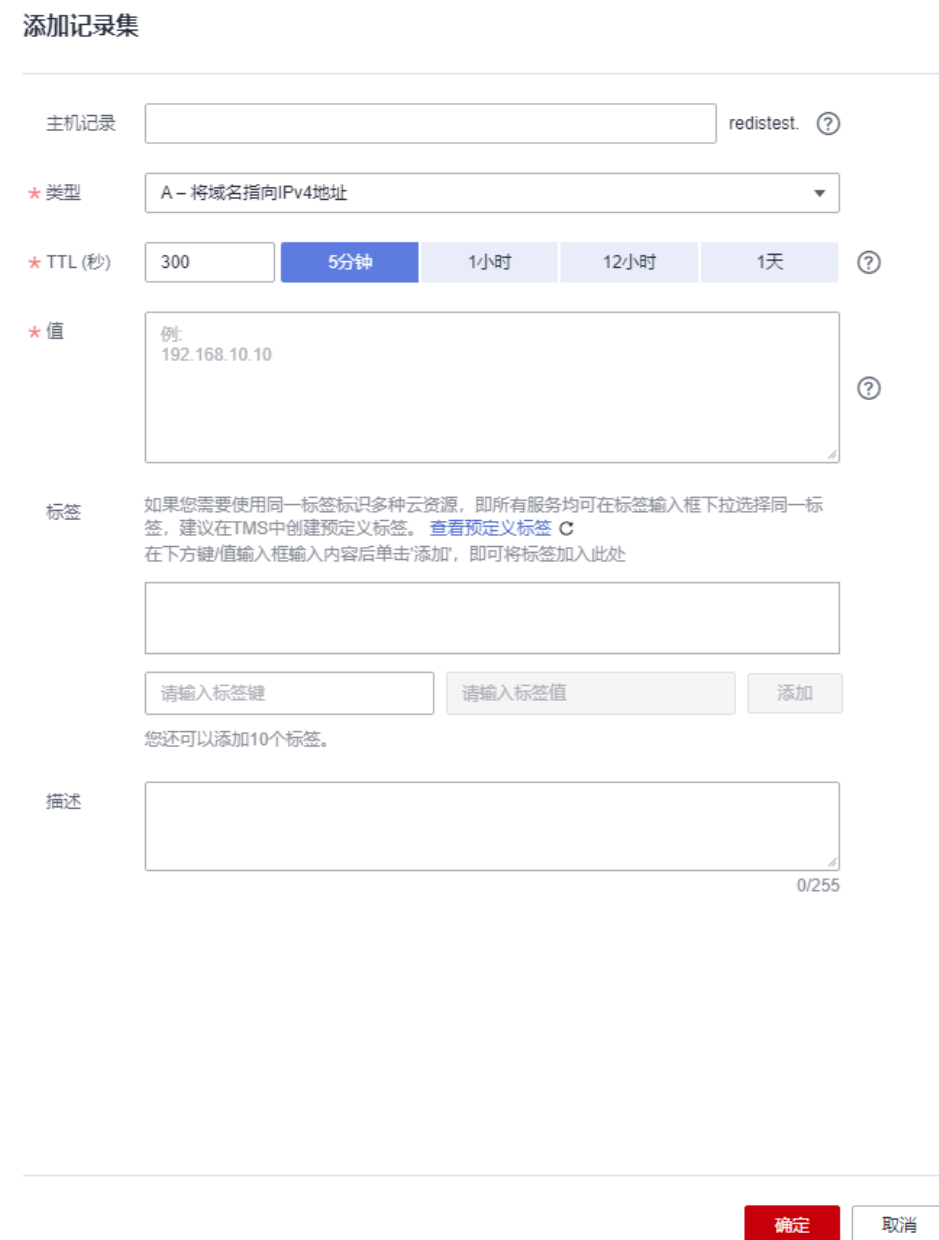 添加记录集
主机记录 redistest. ?
* 类型 A – 将域名指向IPv4地址
* TTL (秒) 300 5分钟 1小时 12小时 1天 ?
* 值 例:
192.168.10.10
?
标签 如果您需要使用同一标签标识多种云资源，即所有服务均可在标签输入框下拉选择同一标
签，建议在TMS中创建预定义标签。 查看预定义标签
在下方键/值输入框输入内容后单击'添加'，即可将标签加入此处
请输入标签键 请输入标签值 添加
您还可以添加10个标签。
描述
0/255
确定 取消